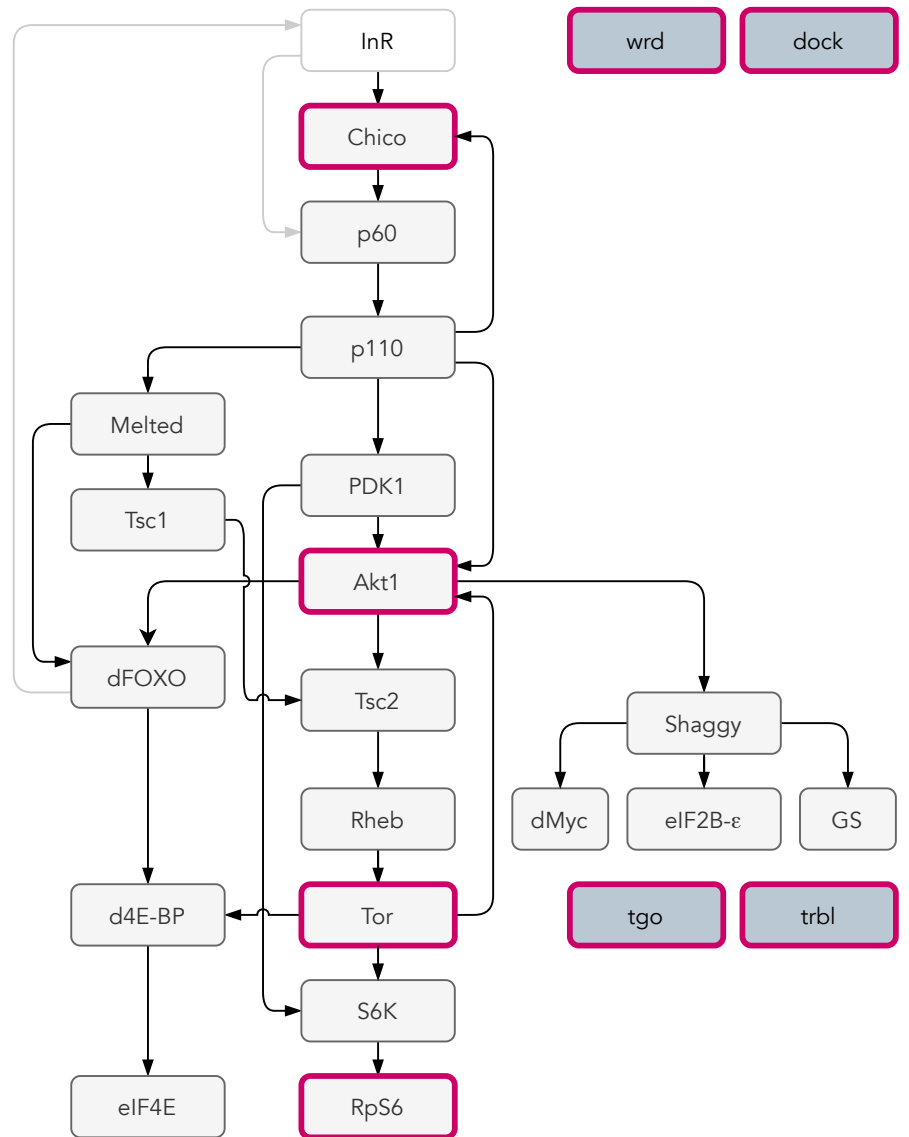 InR
wrd
dock
Chico
p60
p110
Melted
PDK1
Tsc1
Akt1
dFOXO
Tsc2
Shaggy
Rheb
dMyc
eIF2B-ε
GS
d4E-BP
Tor
tgo
trbl
S6K
eIF4E
RpS6